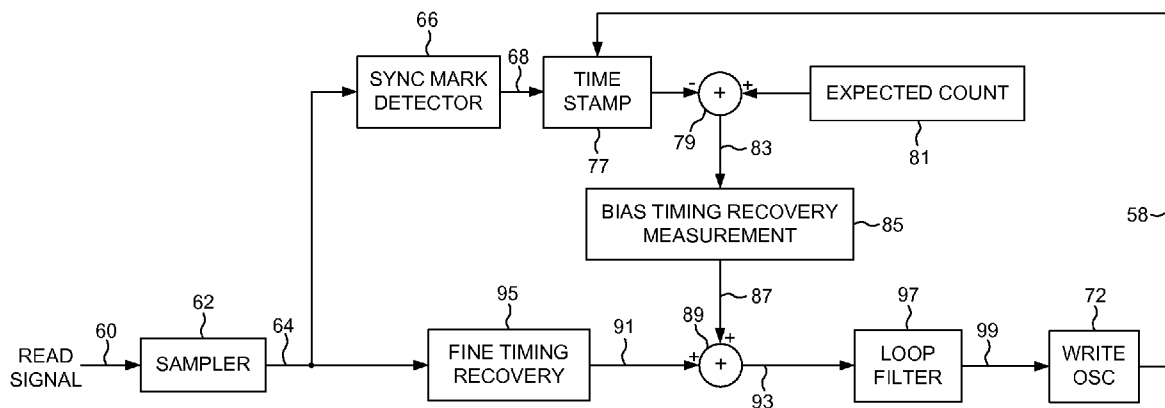 66
SYNC MARK
DETECTOR
68
TIME
STAMP
77
-
+
+
79
EXPECTED COUNT
81
83
BIAS TIMING RECOVERY
MEASUREMENT
85
58
87
READ
SIGNAL
60
62
SAMPLER
64
95
FINE TIMING
RECOVERY
91
89
+
+
+
93
97
LOOP
FILTER
99
72
WRITE
OSC